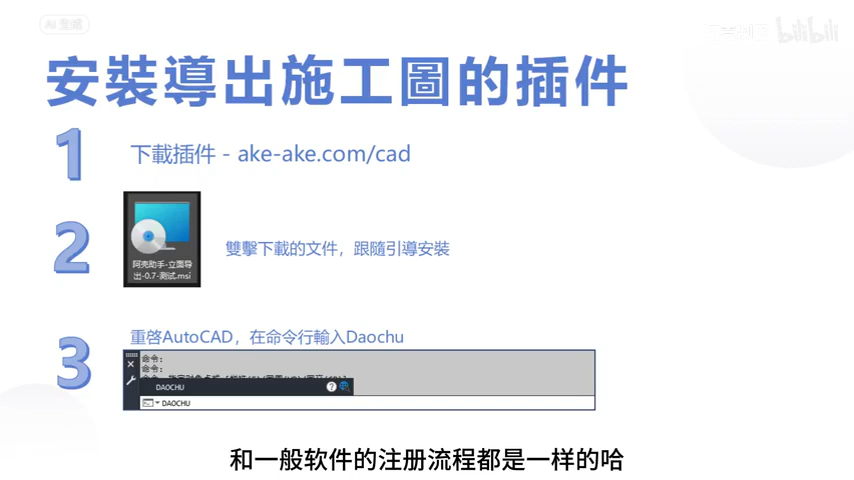 bilibili
安裝導出施工圖的插件
1
下載插件 - ake-ake.com/cad
2
阿壳助手-立面导
出-0.7-测试.msi
雙擊下載的文件，跟隨引導安裝
3
重啓AutoCAD，在命令行輸入Daochu
命令:
命令:
DAOCHU
DAOCHU
和一般软件的注册流程都是一样的哈